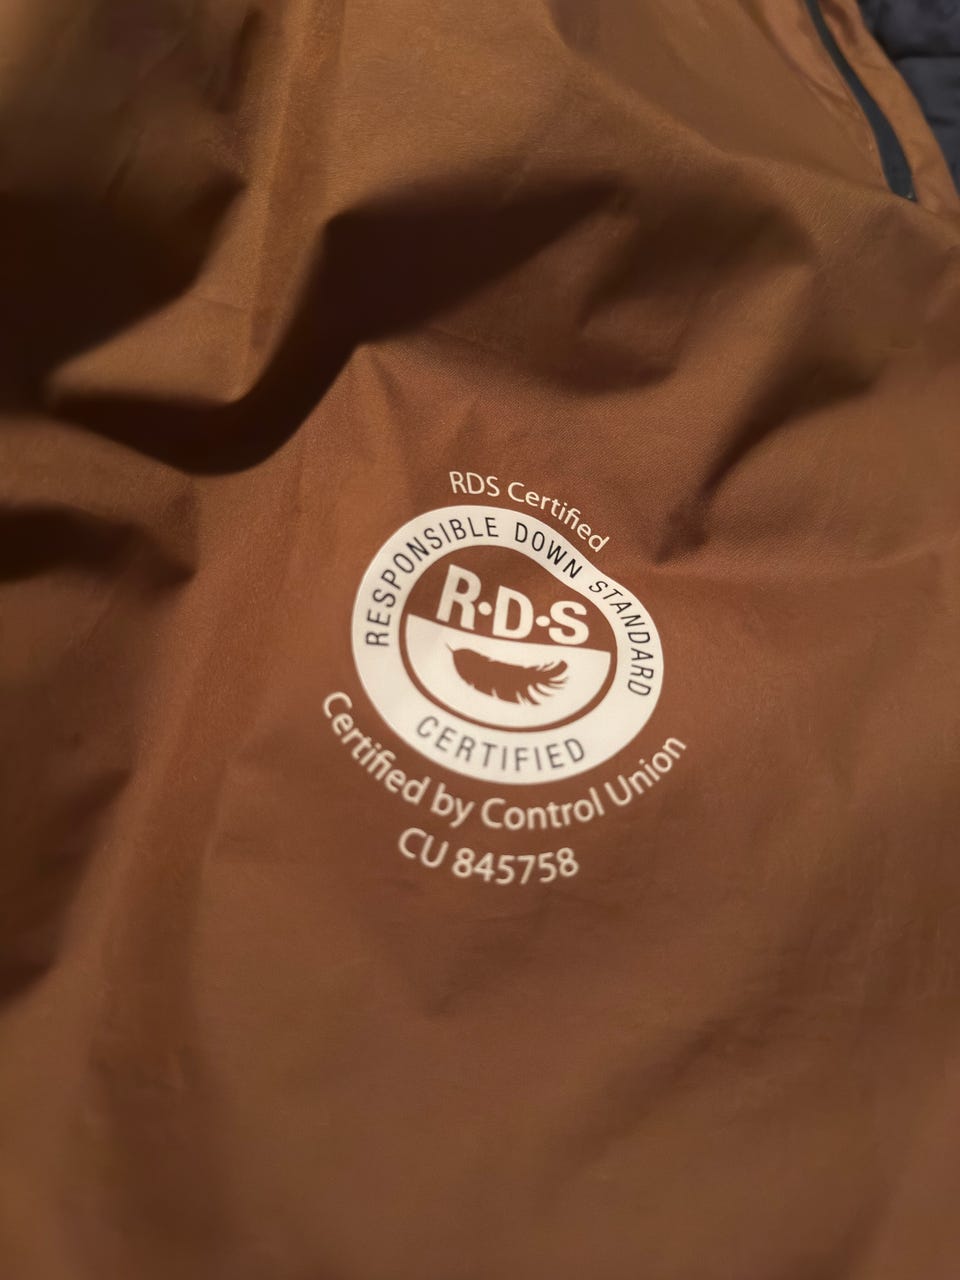 RDS Certified
RESPONSIBLE DOWN STANDARD
R·D·S
CERTIFIED
Certified by Control Union
CU 845758